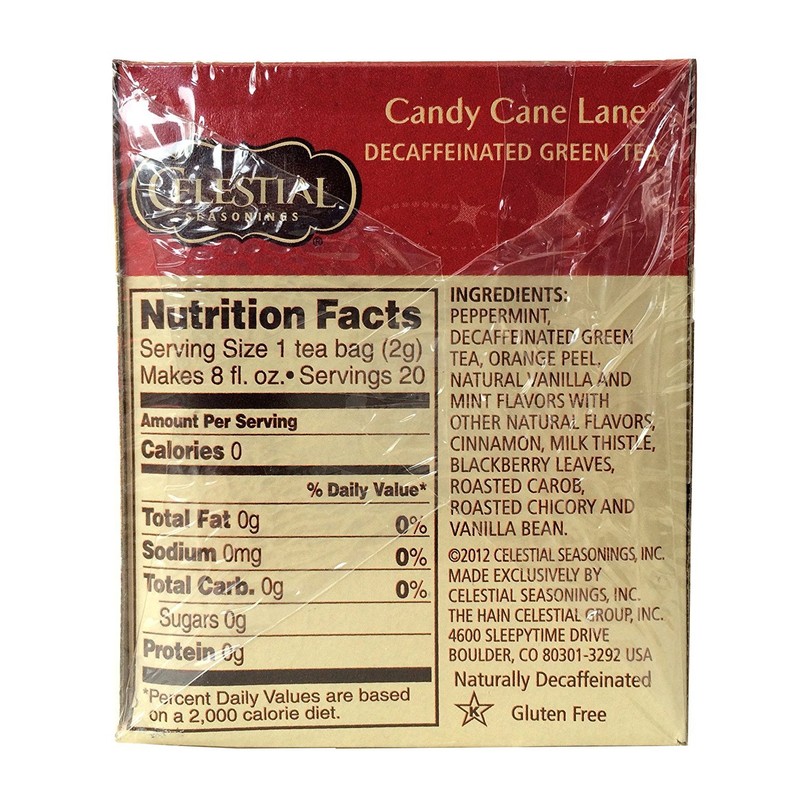 Candy Cane Lane®
DECAFFEINATED GREEN TEA
CELESTIAL
SEASONINGS
®
Nutrition Facts
Serving Size 1 tea bag (2g)
Makes 8 fl. oz. • Servings 20
Amount Per Serving
Calories 0
% Daily Value*
Total Fat 0g 0%
Sodium 0mg 0%
Total Carb. 0g 0%
Sugars 0g
Protein 0g
*Percent Daily Values are based
on a 2,000 calorie diet.
INGREDIENTS:
PEPPERMINT,
DECAFFEINATED GREEN
TEA, ORANGE PEEL.
NATURAL VANILLA AND
MINT FLAVORS WITH
OTHER NATURAL FLAVORS,
CINNAMON, MILK THISTLE,
BLACKBERRY LEAVES,
ROASTED CAROB,
ROASTED CHICORY AND
VANILLA BEAN.
©2012 CELESTIAL SEASONINGS, INC.
MADE EXCLUSIVELY BY
CELESTIAL SEASONINGS, INC.
THE HAIN CELESTIAL GROUP, INC.
4600 SLEEPYTIME DRIVE
BOULDER, CO 80301-3292 USA
Naturally Decaffeinated
K Gluten Free